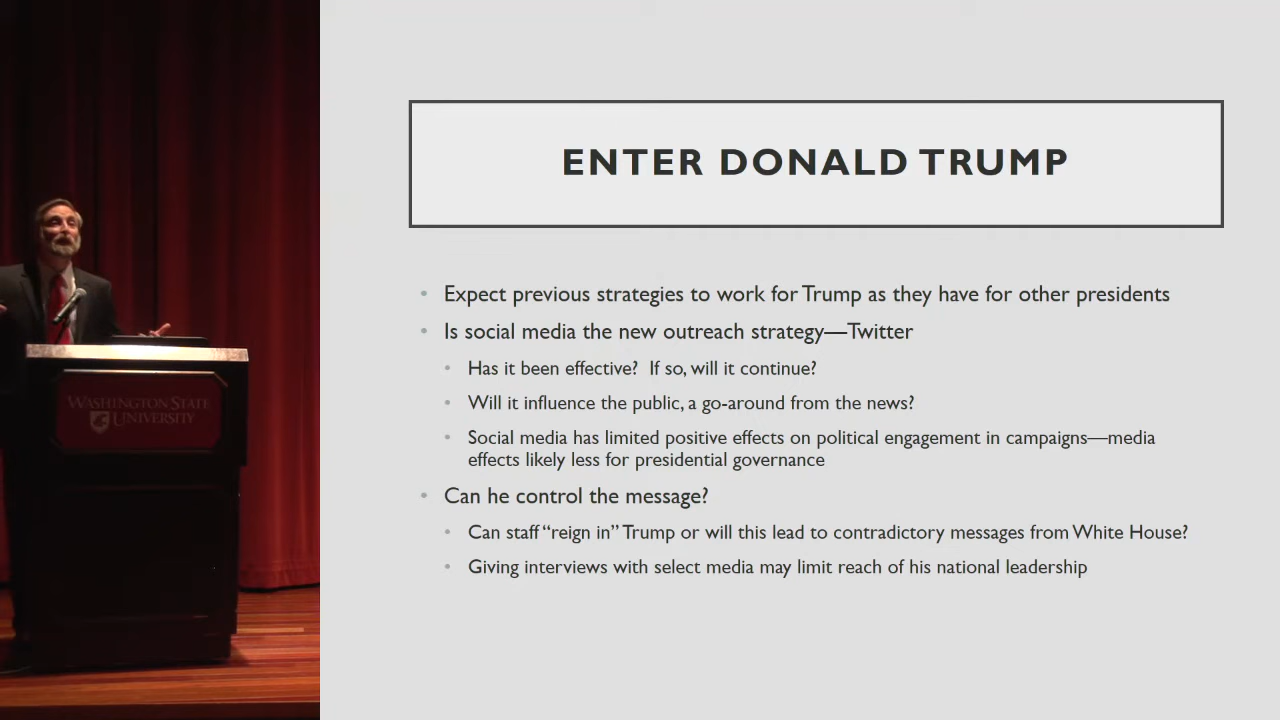 ENTER DONALD TRUMP
Expect previous strategies to work for Trump as they have for other presidents
Is social media the new outreach strategy—Twitter
Has it been effective? If so, will it continue?
Will it influence the public, a go-around from the news?
Social media has limited positive effects on political engagement in campaigns—media
effects likely less for presidential governance
Can he control the message?
Can staff “reign in” Trump or will this lead to contradictory messages from White House?
Giving interviews with select media may limit reach of his national leadership
WASHINGTON STATE
UNIVERSITY